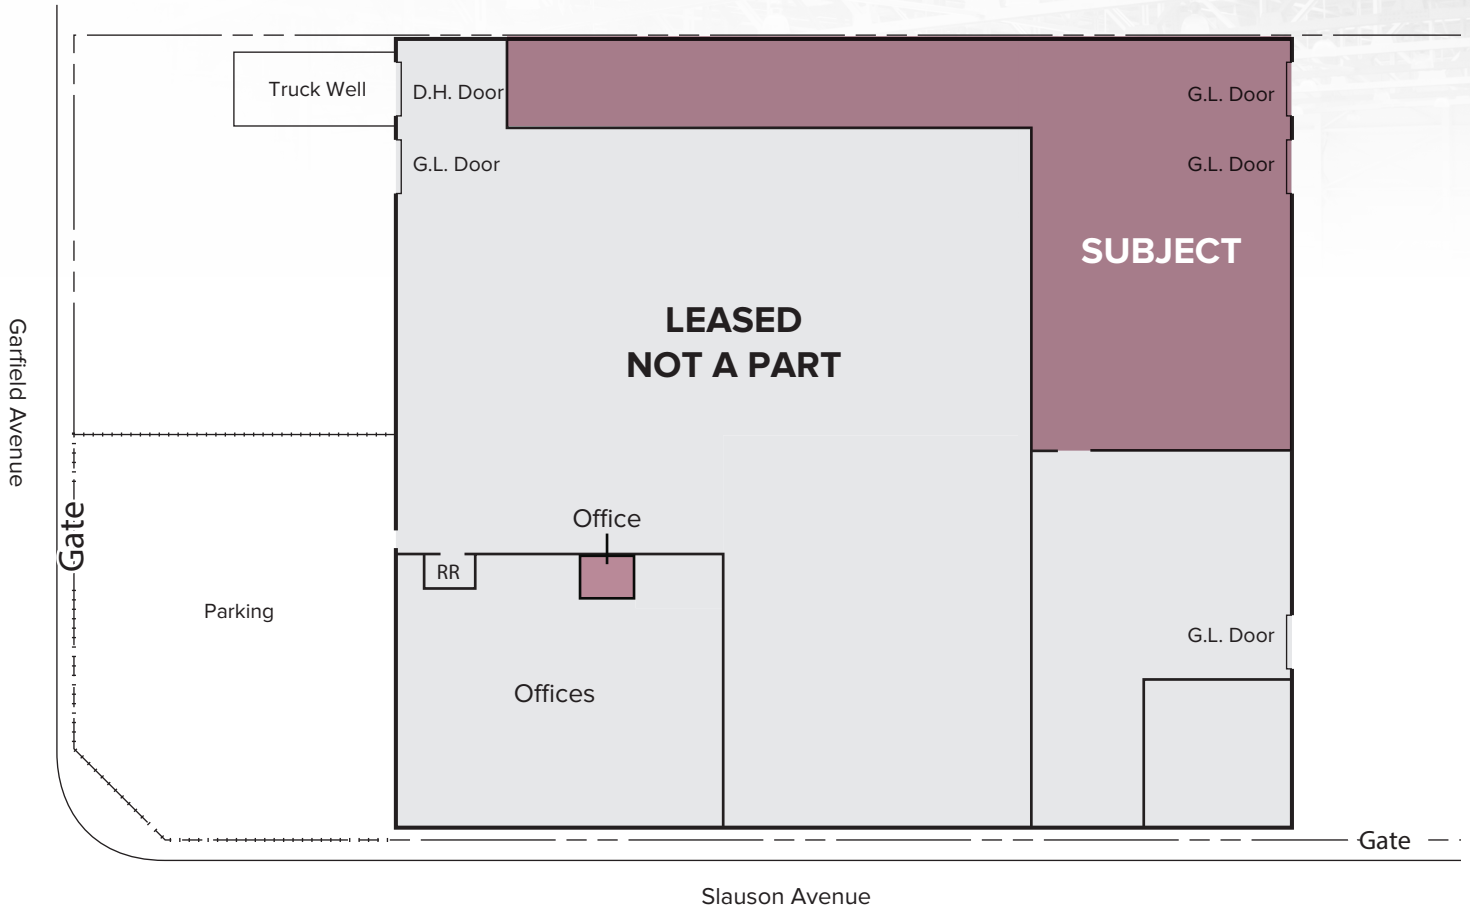 Truck Well
D.H. Door
G.L. Door
G.L. Door
G.L. Door
SUBJECT
LEASED
NOT A PART
Garfield Avenue
Gate
Office
RR
Parking
G.L. Door
Offices
Gate
Slauson Avenue